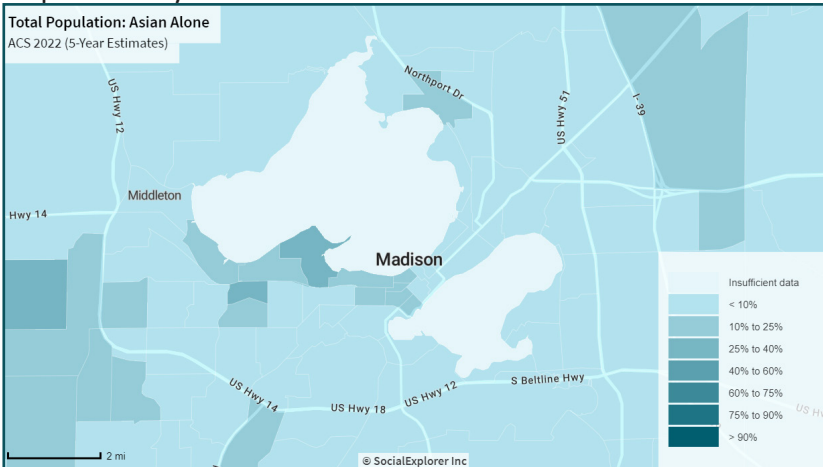 Total Population: Asian Alone
ACS 2022 (5-Year Estimates)
Northport Dr
US Hwy 12
US Hwy 51
I- 39
Middleton
Hwy 14
Madison
Insufficient data
< 10%
10% to 25%
25% to 40%
40% to 60%
60% to 75%
75% to 90%
> 90%
US Hwy 14
US Hwy 18
US Hwy 12
S Beltline Hwy
US Hw
2 mi
© SocialExplorer Inc